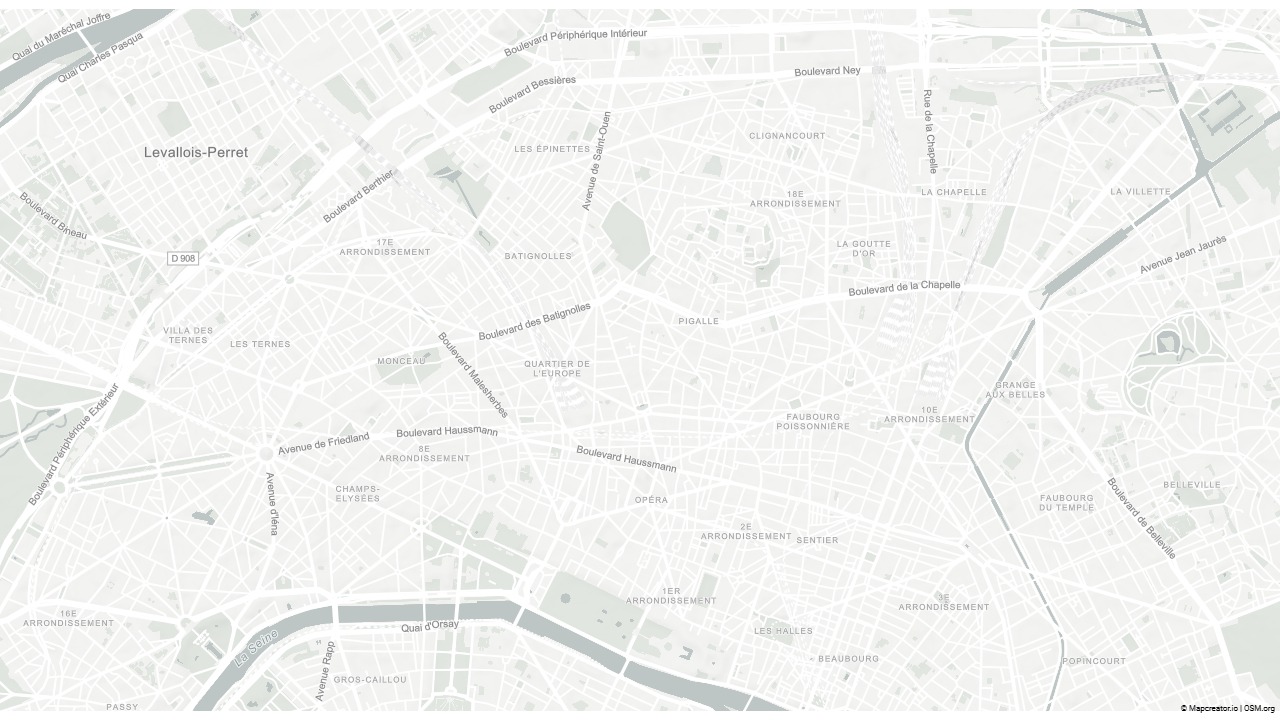 Quai du Maréchal Joffre
Quai Charles Pasqua
Boulevard Périphérique Intérieur
Boulevard Bessières
Boulevard Ney
Rue de la Chapelle
Avenue de Saint-Ouen
CLIGNANCOURT
LES ÉPINETTES
Levallois-Perret
Boulevard Berthier
Boulevard Bineau
18E
ARRONDISSEMENT
LA CHAPELLE
LA VILLETTE
17E
ARRONDISSEMENT
BATIGNOLLES
LA GOUTTE
D'OR
Avenue Jean Jaurès
D 908
Boulevard de la Chapelle
Boulevard des Batignolles
PIGALLE
VILLA DES
TERNES
LES TERNES
MONCEAU
Boulevard Malesherbes
QUARTIER DE
L'EUROPE
GRANGE
AUX BELLES
10E
ARRONDISSEMENT
FAUBOURG
POISSONNIÈRE
Boulevard Périphérique Extérieur
Avenue de Friedland
Boulevard Haussmann
8E
ARRONDISSEMENT
Boulevard Haussmann
Avenue d'Iéna
CHAMPS-
ELYSÉES
OPÉRA
BELLEVILLE
FAUBOURG
DU TEMPLE
Boulevard de Belleville
2E
ARRONDISSEMENT
SENTIER
1ER
ARRONDISSEMENT
3E
ARRONDISSEMENT
16E
ARRONDISSEMENT
Quai d'Orsay
LES HALLES
La Seine
BEAUBOURG
POPINCOURT
Avenue Rapp
GROS-CAILLOU
PASSY
© Mapcreator.io | OSM.org